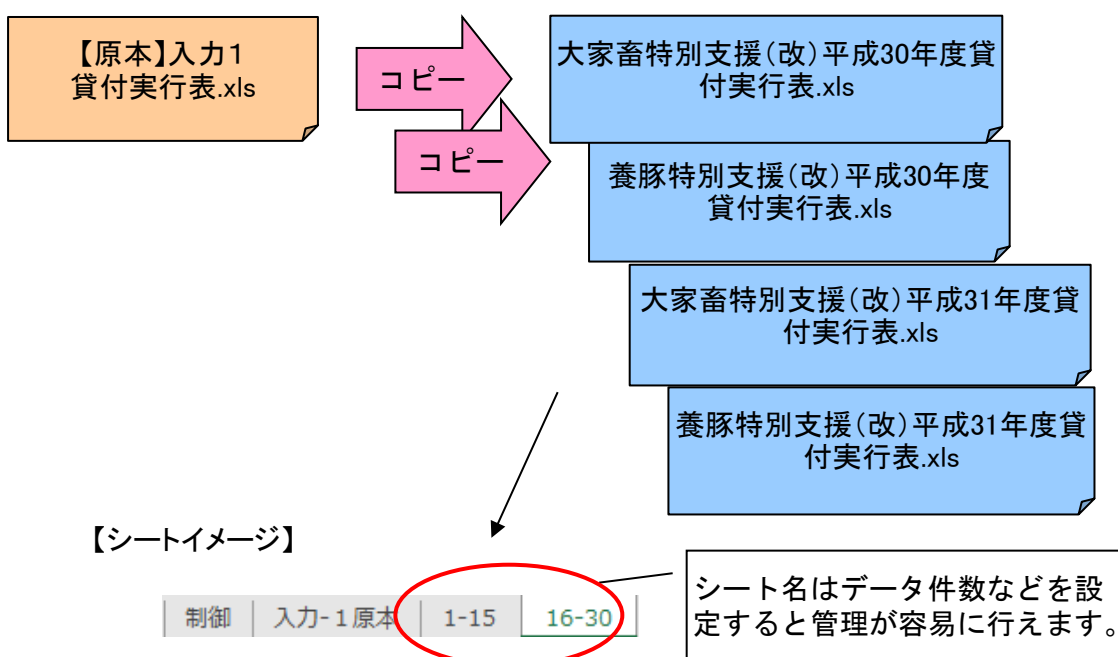 【原本】入力１
貸付実行表.xls
コピー
コピー
大家畜特別支援（改）平成30年度貸
付実行表.xls
養豚特別支援（改）平成30年度
貸付実行表.xls
大家畜特別支援（改）平成31年度貸
付実行表.xls
養豚特別支援（改）平成31年度貸
付実行表.xls
【シートイメージ】
制御 入力-１原本 1-15 16-30
シート名はデータ件数などを設
定すると管理が容易に行えます。